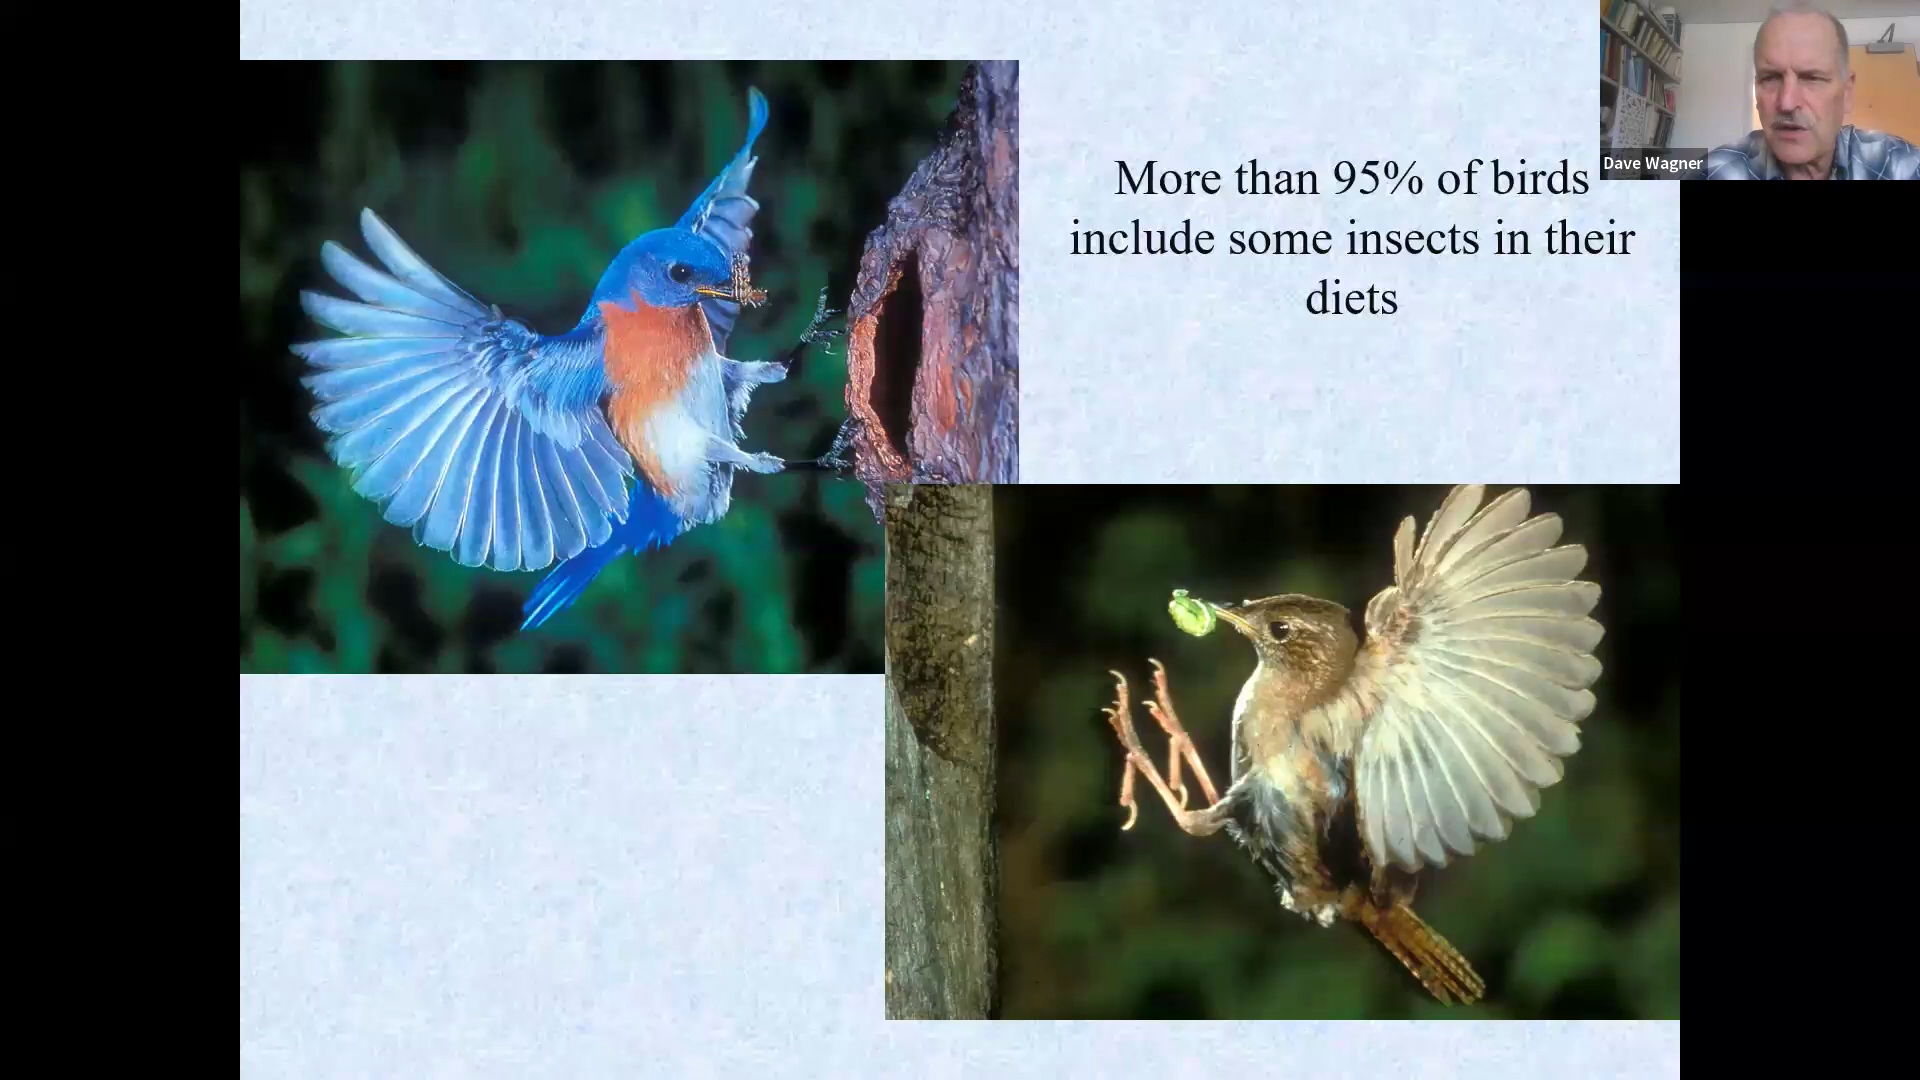 More than 95% of birds
include some insects in their
diets
Dave Wagner